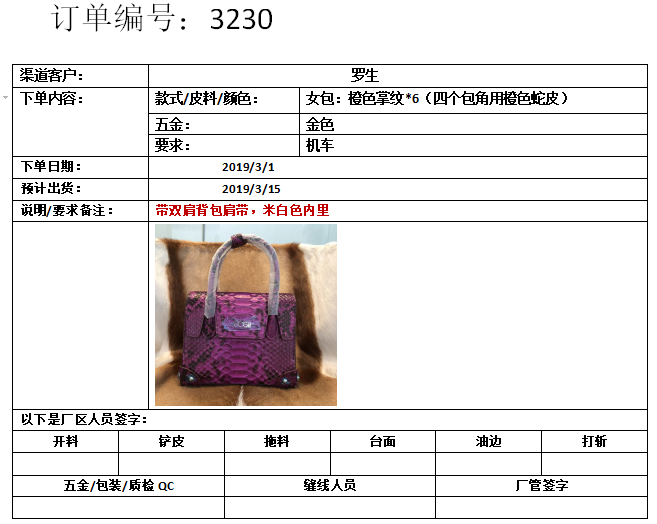 订单编号：3230
渠道客户： 罗生
下单内容： 款式/皮料/颜色： 女包：橙色掌纹*6（四个包角用橙色蛇皮）
五金： 金色
要求： 机车
下单日期： 2019/3/1
预计出货： 2019/3/15
说明/要求备注： 带双肩背包肩带，米白色内里
以下是厂区人员签字：
开料 铲皮 拖料 台面 油边 打斩
五金/包装/质检 QC 缝线人员 厂管签字